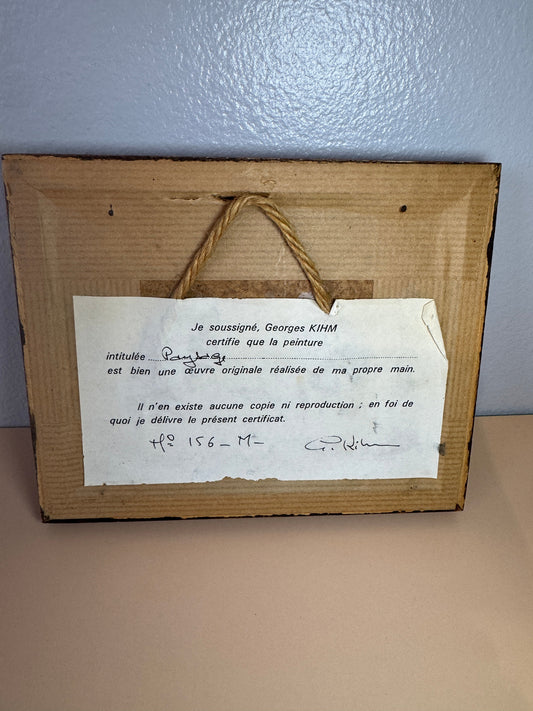 Je soussigné, Georges KIHM
certifie que la peinture
intitulée Paysage
est bien une œuvre originale réalisée de ma propre main.
Il n'en existe aucune copie ni reproduction ; en foi de
quoi je délivre le présent certificat.
Nº 156 - M - G. Kihm